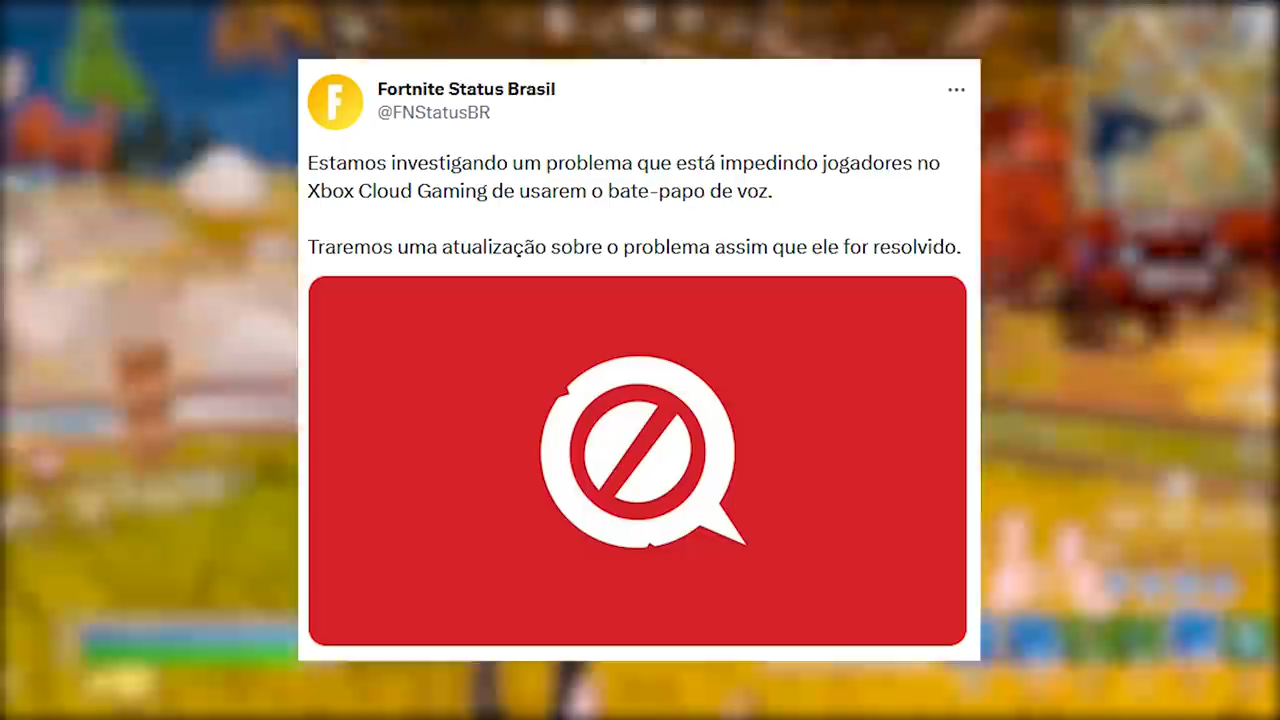 Fortnite Status Brasil
@FNStatusBR
Estamos investigando um problema que está impedindo jogadores no
Xbox Cloud Gaming de usarem o bate-papo de voz.
Traremos uma atualização sobre o problema assim que ele for resolvido.
F